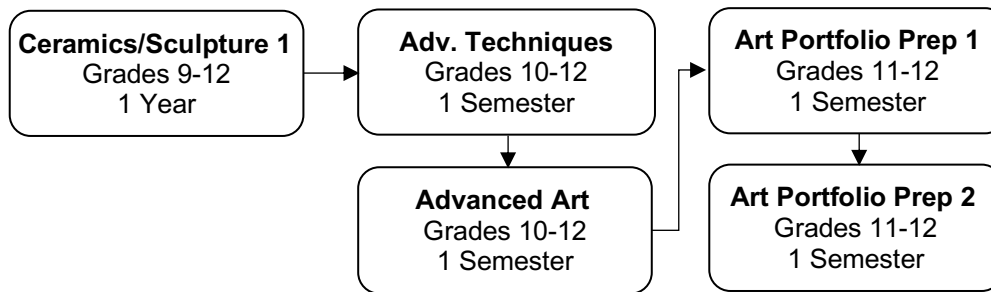 Ceramics/Sculpture 1
Grades 9-12
1 Year
Adv. Techniques
Grades 10-12
1 Semester
Advanced Art
Grades 10-12
1 Semester
Art Portfolio Prep 1
Grades 11-12
1 Semester
Art Portfolio Prep 2
Grades 11-12
1 Semester